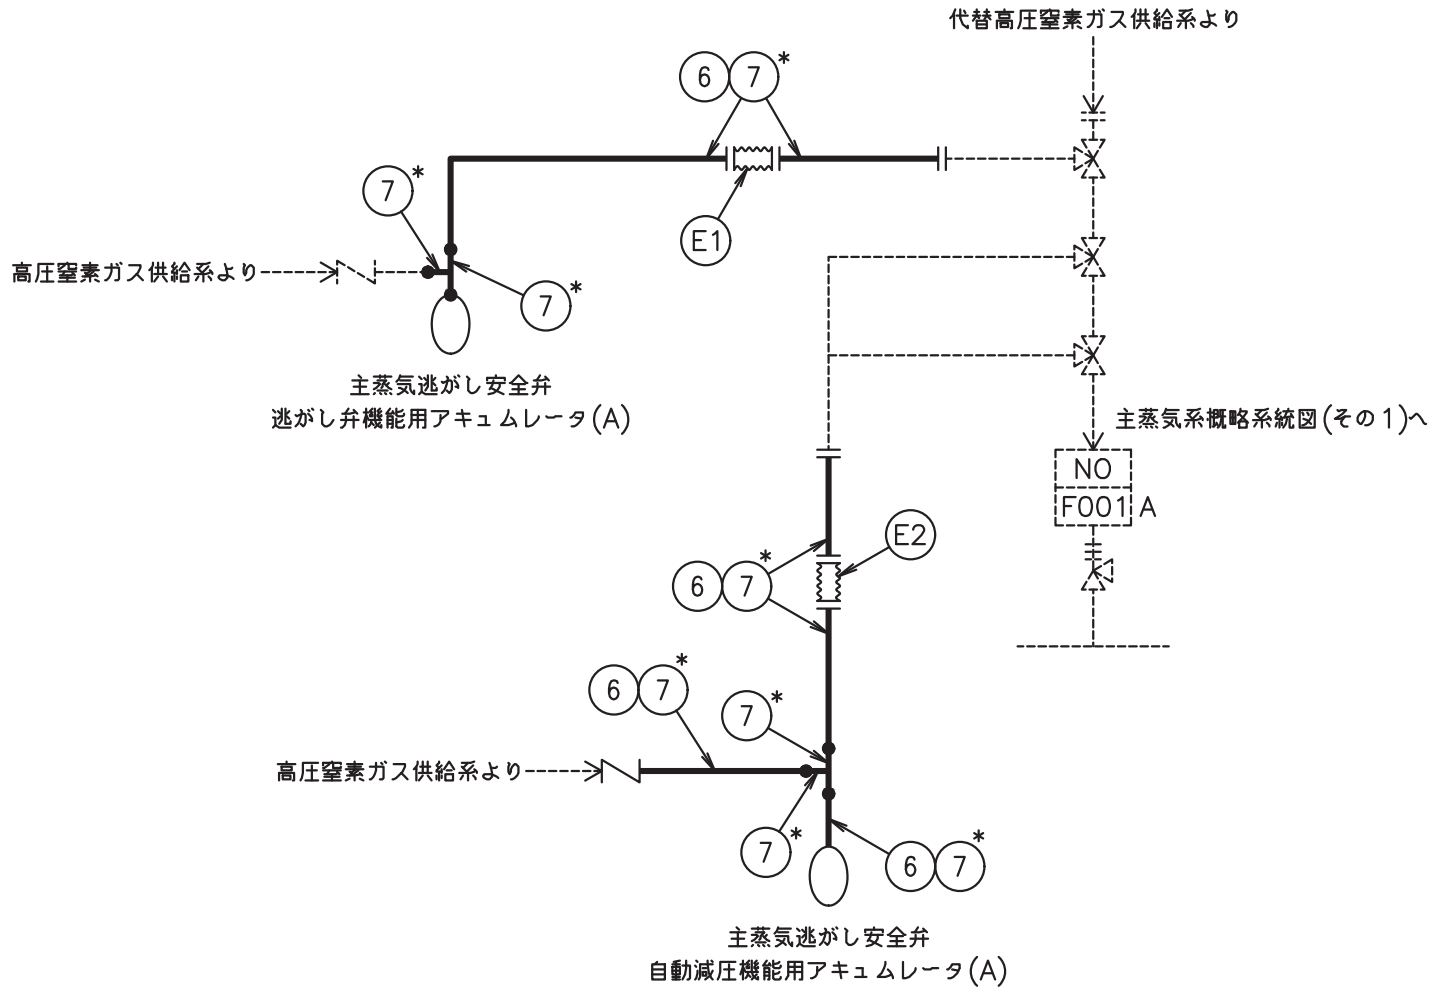 代替高圧窒素ガス供給系より
6 7*
7*
E1
高圧窒素ガス供給系より
7*
主蒸気逃がし安全弁
逃がし弁機能用アキュムレータ(A)
主蒸気系概略系統図(その1)へ
NO
F001 A
E2
6 7*
6 7*
7*
高圧窒素ガス供給系より
7*
6 7*
主蒸気逃がし安全弁
自動減圧機能用アキュムレータ(A)